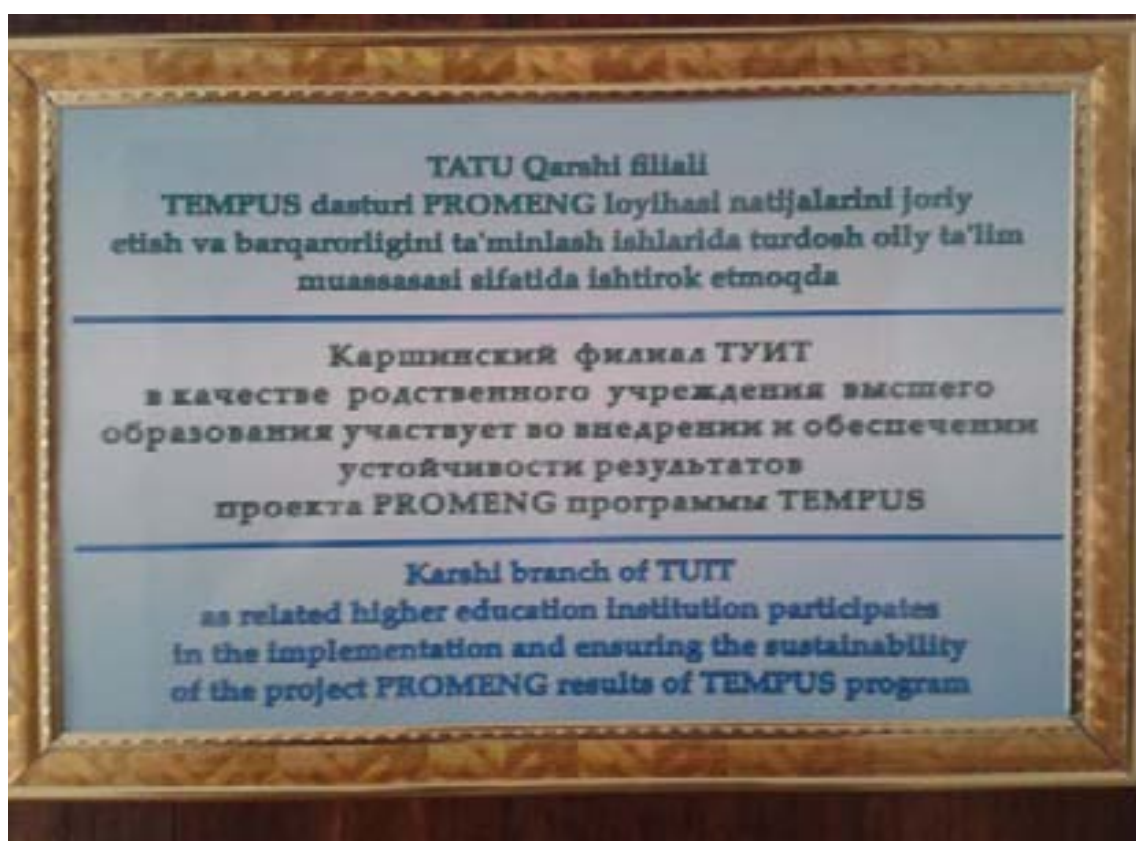 TATU Qarshi filiali
TEMPUS dasturi PROMENG loyihasi natijalarini joriy
etish va barqarorligini ta'minlash ishlarida turdosh oliy ta'lim
muassasasi sifatida ishtirok etmoqda
Каршинский филиал ТУИТ
в качестве родственного учреждения высшего
образования участвует во внедрении и обеспечении
устойчивости результатов
проекта PROMENG программы TEMPUS
Karshi branch of TUIT
as related higher education institution participates
in the implementation and ensuring the sustainability
of the project PROMENG results of TEMPUS program